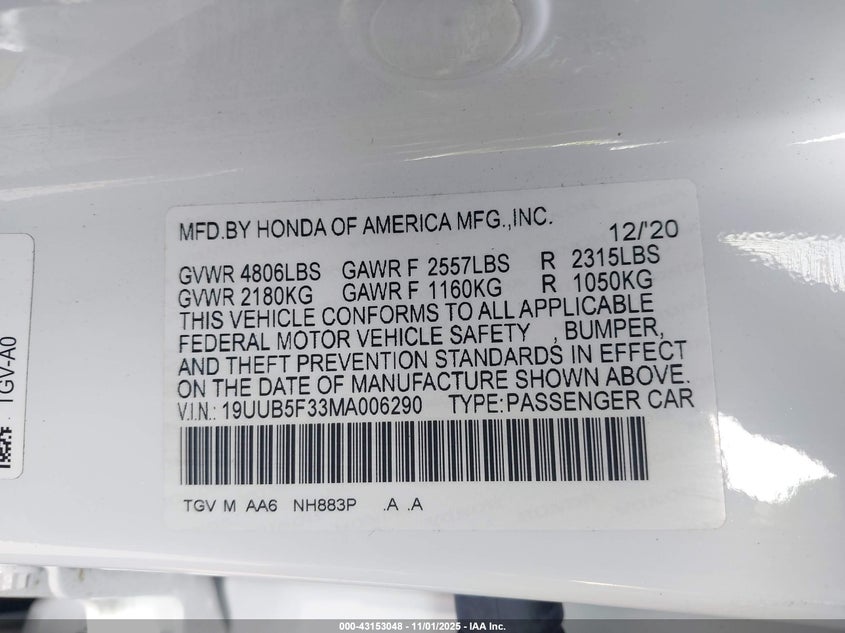 MFD.BY HONDA OF AMERICA MFG.,INC. 12/'20
GVWR 4806LBS GAWR F 2557LBS R 2315LBS
GVWR 2180KG GAWR F 1160KG R 1050KG
THIS VEHICLE CONFORMS TO ALL APPLICABLE
FEDERAL MOTOR VEHICLE SAFETY , BUMPER,
AND THEFT PREVENTION STANDARDS IN EFFECT
ON THE DATE OF MANUFACTURE SHOWN ABOVE.
V.I.N.: 19UUB5F33MA006290 TYPE:PASSENGER CAR
TGV M AA6 NH883P .A .A
TGV-A0
000-43153048 - 11/01/2025 - IAA Inc.